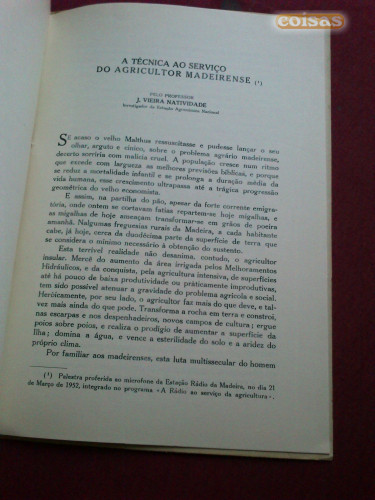 coisas
A TÉCNICA AO SERVIÇO
DO AGRICULTOR MADEIRENSE (¹)
PELO PROFESSOR
J. VIEIRA NATIVIDADE
Investigador da Estação Agronómica Nacional
SE acaso o velho Malthus ressuscitasse e pudesse lançar o seu
olhar, arguto e cínico, sobre o problema agrário madeirense,
decerto sorriria com malícia cruel. A população cresce num ritmo
que excede com largueza as melhores previsões bíblicas, e porque
se reduz a mortalidade infantil e se prolonga a duração média da
vida humana, esse crescimento ultrapassa até a trágica progressão
geométrica do velho economista.
E assim, na partilha do pão, apesar da forte corrente emigra-
tória, onde ontem se cortavam fatias repartem-se hoje migalhas, e
as migalhas de hoje ameaçam transformar-se em grãos de poeira
amanhã. Nalgumas freguesias rurais da Madeira, a cada habitante
cabe, já hoje, cerca da duodécima parte da superfície de terra que
se considera o mínimo necessário à obtenção do sustento.
Esta terrível realidade não desanima, contudo, o agricultor
insular. Mercê do aumento da área irrigada pelos Melhoramentos
Hidráulicos, e da conquista, pela agricultura intensiva, de superfícies
até há pouco de baixa produtividade ou pràticamente improdutivas,
tem sido possível atenuar a gravidade do problema agrícola e social.
Heròicamente, por seu lado, o agricultor faz mais do que deve, e tal-
vez mais ainda do que pode. Transforma a rocha em terra e constroi,
nas escarpas e nos despenhadeiros, novos campos de cultura; ergue
poios sobre poios, e realiza o prodígio de aumentar a superfície da
Ilha; domina a água, e vence a esterilidade do solo e a aridez do
próprio clima.
Por familiar aos madeirenses, esta luta multissecular do homem
(¹) Palestra proferida ao microfone da Estação Rádio da Madeira, no dia 21
de Março de 1952, integrada no programa «A Rádio ao serviço da agricultura».